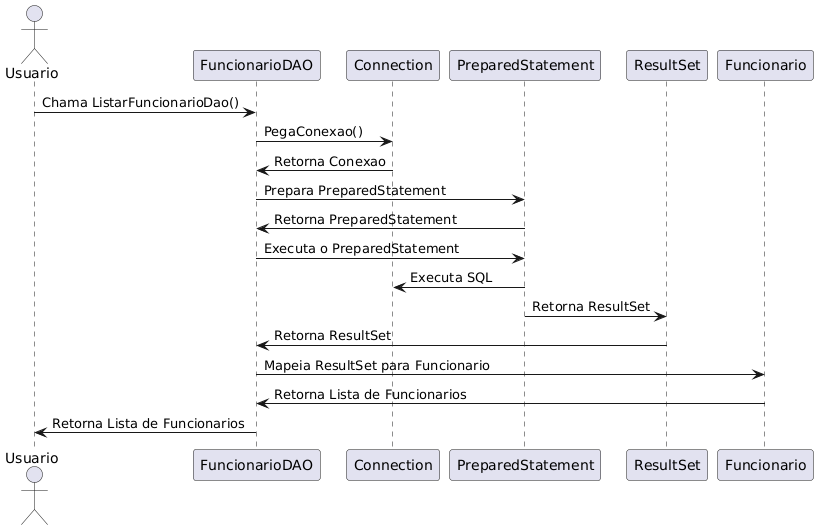 Usuario
FuncionarioDAO
Connection
PreparedStatement
ResultSet
Funcionario
Chama ListarFuncionarioDao()
PegaConexao()
Retorna Conexao
Prepara PreparedStatement
Retorna PreparedStatement
Executa o PreparedStatement
Executa SQL
Retorna ResultSet
Retorna ResultSet
Mapeia ResultSet para Funcionario
Retorna Lista de Funcionarios
Retorna Lista de Funcionarios
Usuario
FuncionarioDAO
Connection
PreparedStatement
ResultSet
Funcionario